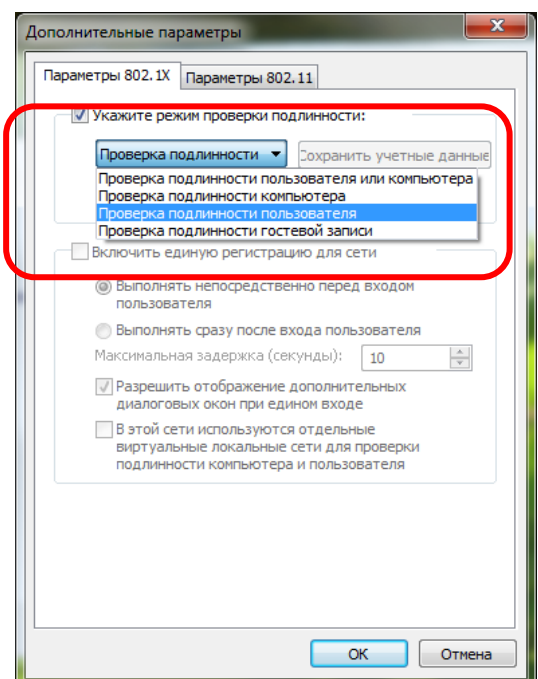 Дополнительные параметры
Параметры 802.1X Параметры 802.11
Укажите режим проверки подлинности:
Проверка подлинности Сохранить учетные данные
Проверка подлинности пользователя или компьютера
Проверка подлинности компьютера
Проверка подлинности пользователя
Проверка подлинности гостевой записи
Включить единую регистрацию для сети
Выполнять непосредственно перед входом
пользователя
Выполнять сразу после входа пользователя
Максимальная задержка (секунды): 10
Разрешить отображение дополнительных
диалоговых окон при едином входе
В этой сети используются отдельные
виртуальные локальные сети для проверки
подлинности компьютера и пользователя
OK Отмена